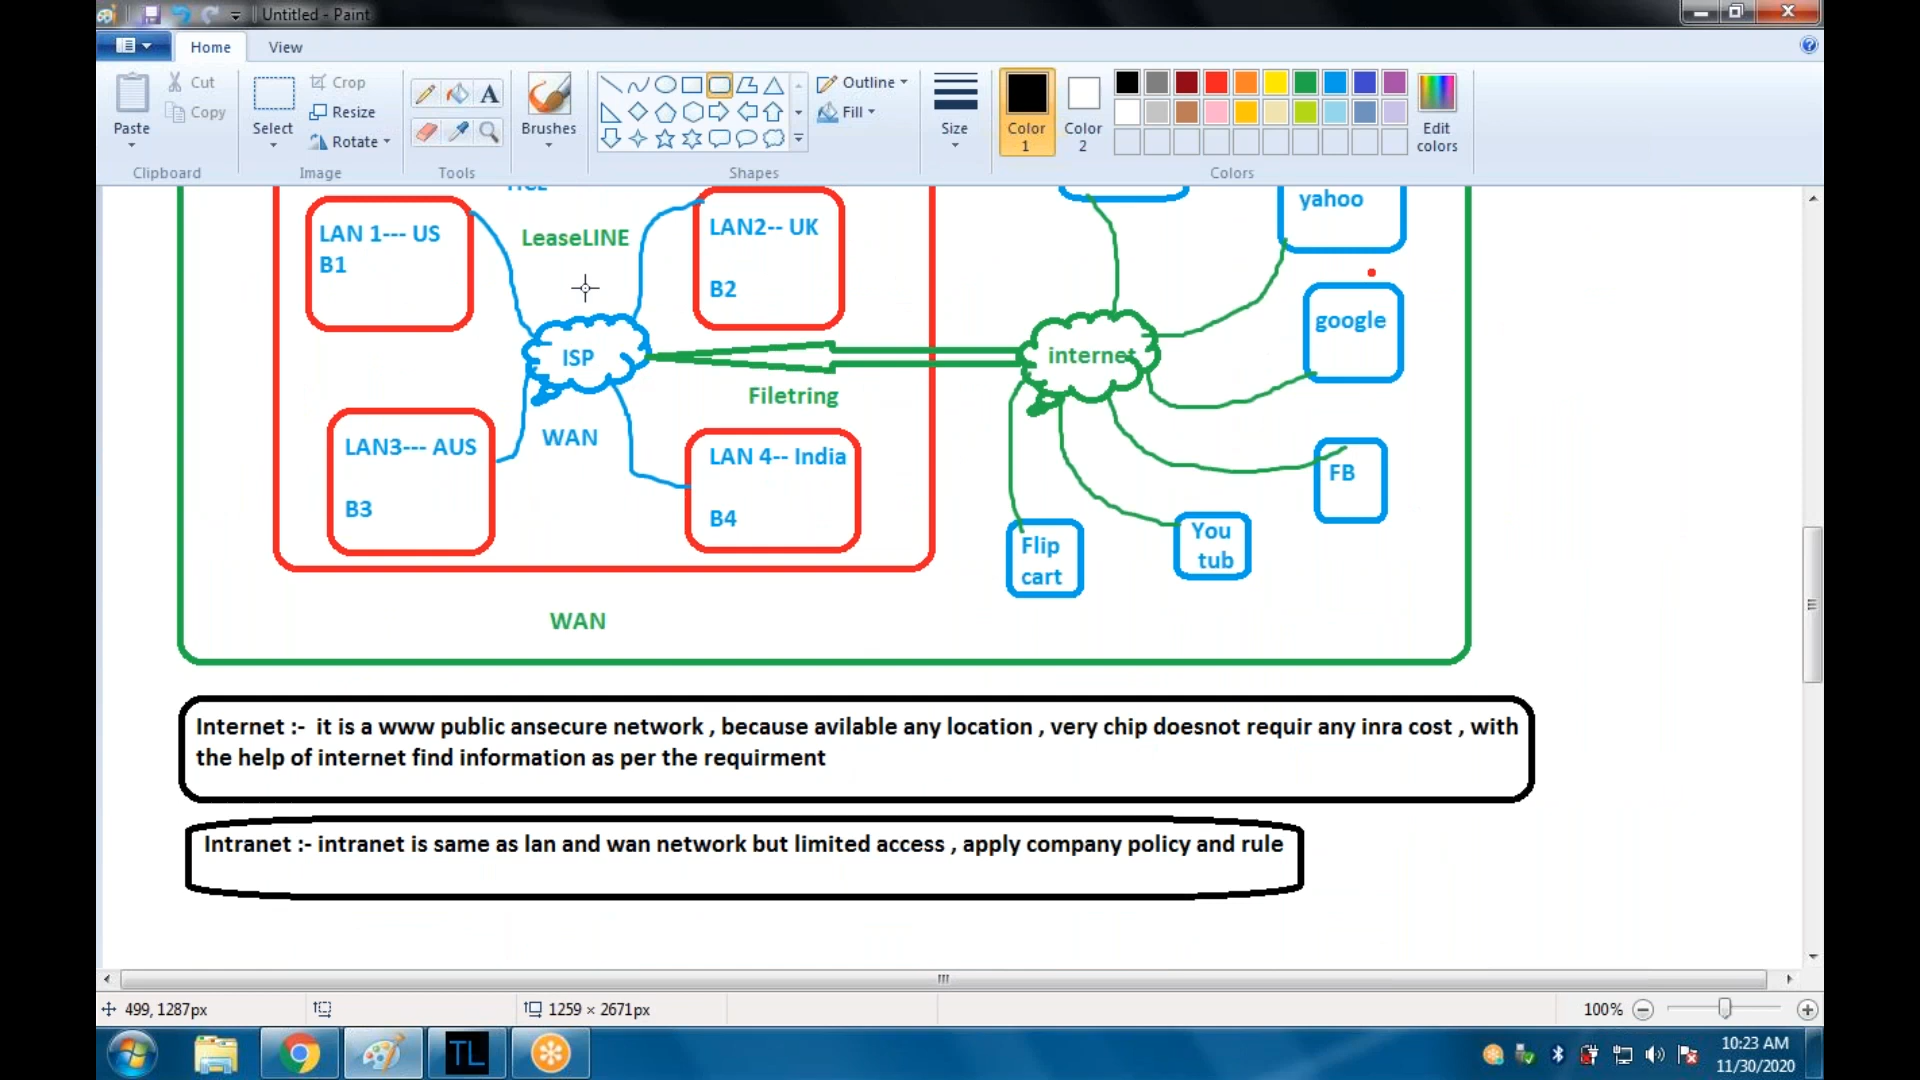 Untitled - Paint
Home View
Paste
Cut
Copy
Clipboard
Select
Crop
Resize
Rotate
Image
A
Tools
Brushes
Outline
Fill
Shapes
Size
Color
1
Color
2
Edit
colors
Colors
LAN 1--- US
B1
LeaseLINE
LAN2-- UK
B2
ISP
WAN
Filetring
LAN3--- AUS
B3
LAN 4-- India
B4
WAN
internet
yahoo
google
FB
You
tub
Flip
cart
Internet :- it is a www public ansecure network , because avilable any location , very chip doesnot requir any inra cost , with
the help of internet find information as per the requirment
Intranet :- intranet is same as lan and wan network but limited access , apply company policy and rule
499, 1287px
1259 × 2671px
100%
TL
10:23 AM
11/30/2020